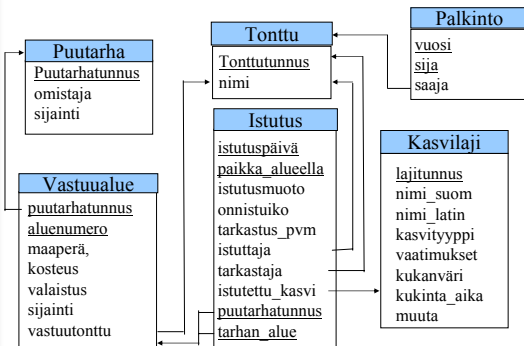 Puutarha
Puutarhatunnus
omistaja
sijainti
Tonttu
Tonttutunnus
nimi
Palkinto
vuosi
sija
saaja
Vastuualue
puutarhatunnus
aluenumero
maaperä,
kosteus
valaistus
sijainti
vastuutonttu
Istutus
istutuspäivä
paikka_alueella
istutusmuoto
onnistuiko
tarkastus_pvm
istuttaja
tarkastaja
istutettu_kasvi
puutarhatunnus
tarhan_alue
Kasvilaji
lajitunnus
nimi_suom
nimi_latin
kasvityyppi
vaatimukset
kukanväri
kukinta_aika
muuta